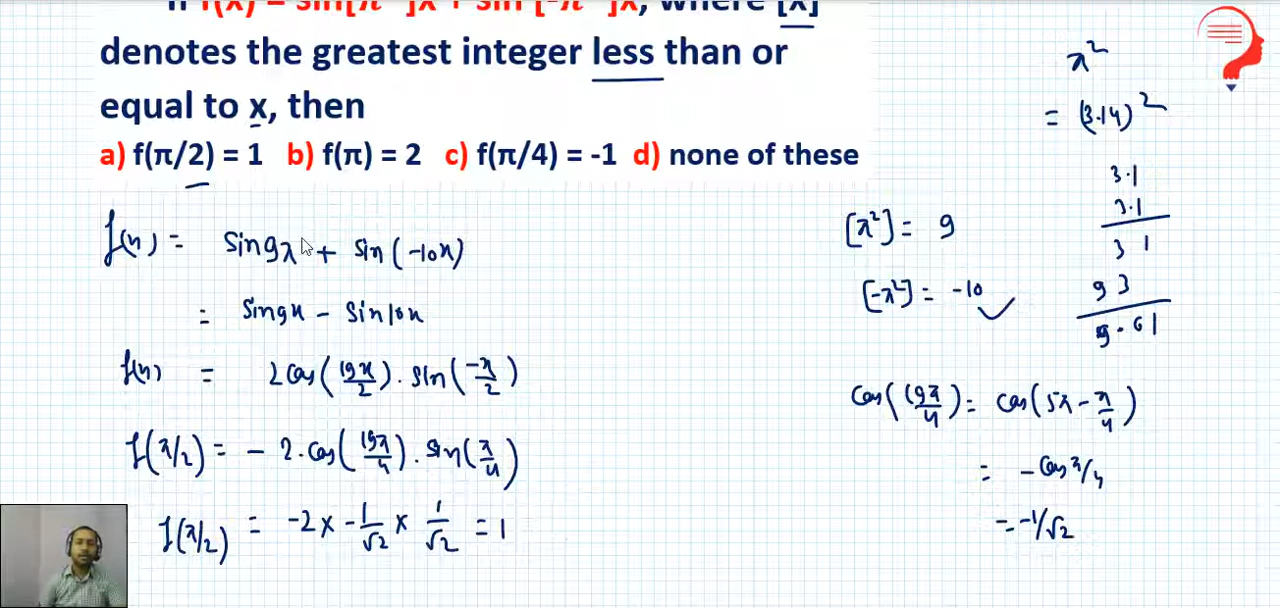 denotes the greatest integer less than or
equal to x, then
a) f(π/2) = 1 b) f(π) = 2 c) f(π/4) = -1 d) none of these
f(x) = sin9x + sin(-10x)
= sin9x - sin10x
f(x) = 2cos(19x/2).sin(-x/2)
f(π/2) = - 2.cos(19π/4).sin(π/4)
f(π/2) = -2x -1/√2 x 1/√2 = 1
π²
= (3.14)²
3.1
3.1
3 1
9 3
9.61
[π²] = 9
[-π²] = -10
cos(19π/4) = cos(5π - π/4)
= -cosπ/4
= -1/√2